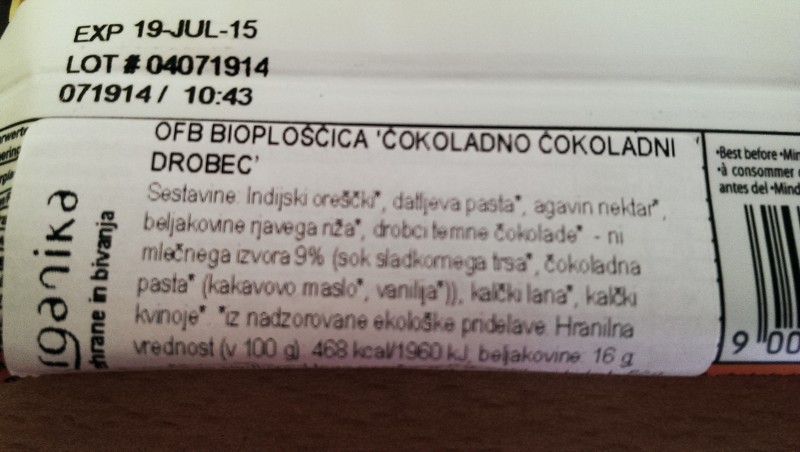 EXP 19-JUL-15
LOT # 04071914
071914 / 10:43
OFB BIOPLOŠČICA 'ČOKOLADNO ČOKOLADNI
DROBEC'
Sestavine: Indijski oreščki*, datljeva pasta*, agavin nektar*,
beljakovine rjavega riža*, drobci temne čokolade* - ni
mlečnega izvora 9% (sok sladkornega trsa*, čokoladna
pasta* (kakavovo maslo*, vanilija*)), kalčki lana*, kalčki
kvinoje*. *iz nadzorovane ekološke pridelave. Hranilna
vrednost (v 100 g): 468 kcal/1960 kJ, beljakovine: 16 g
rganika
hrane in bivanja
•Best before •Min
•à consommer
antes del •Mind
9 00